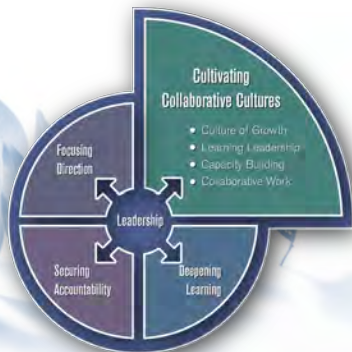 Cultivating
Collaborative Cultures
• Culture of Growth
• Learning Leadership
• Capacity Building
• Collaborative Work
Focusing
Direction
Leadership
Securing
Accountability
Deepening
Learning